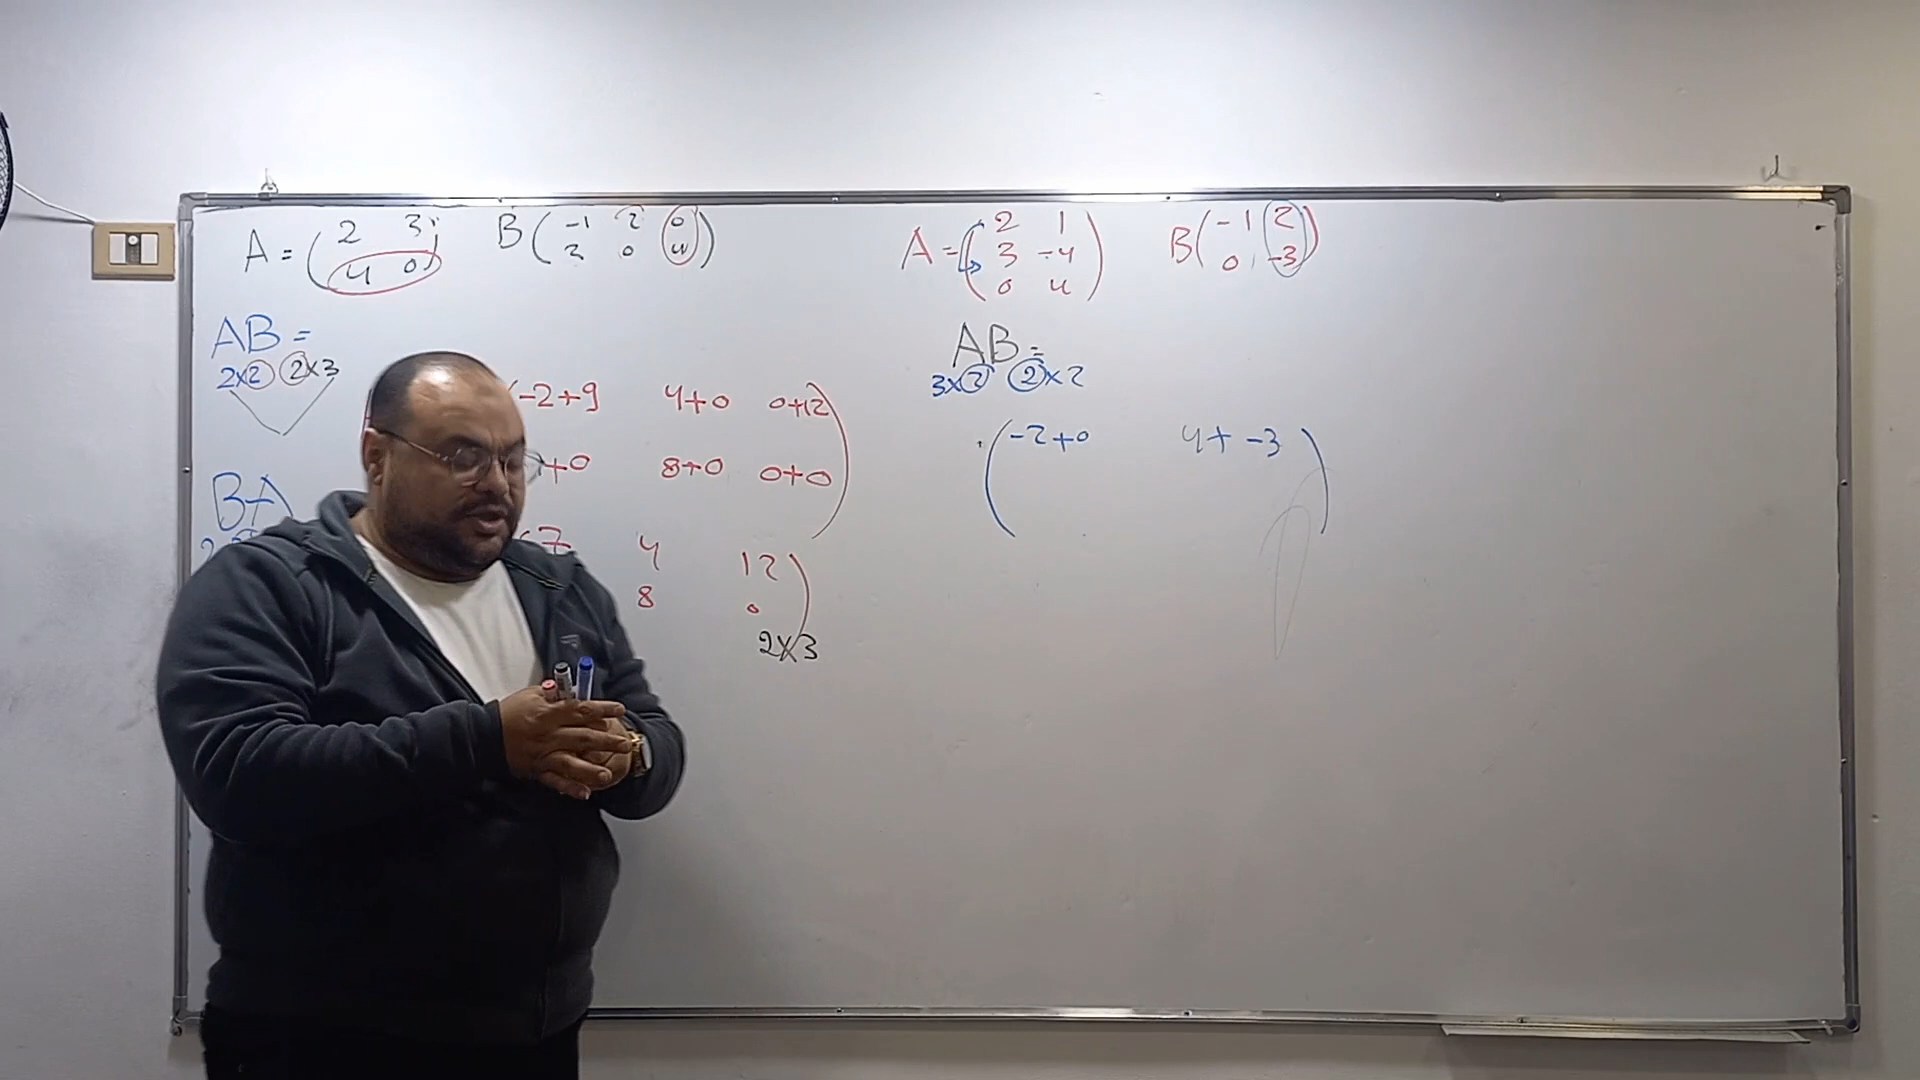 A = ( 2 3
4 0 )
B ( -1 2 0
3 0 4 )
AB =
2x2 2x3
-2+9 4+0 0+12
+0 8+0 0+0
BA
7 4 12
8 0
2x3
A = ( 2 1
3 -4
0 4 )
B ( -1 2
0 -3 )
AB =
3x2 2x2
( -2+0 4+ -3 )